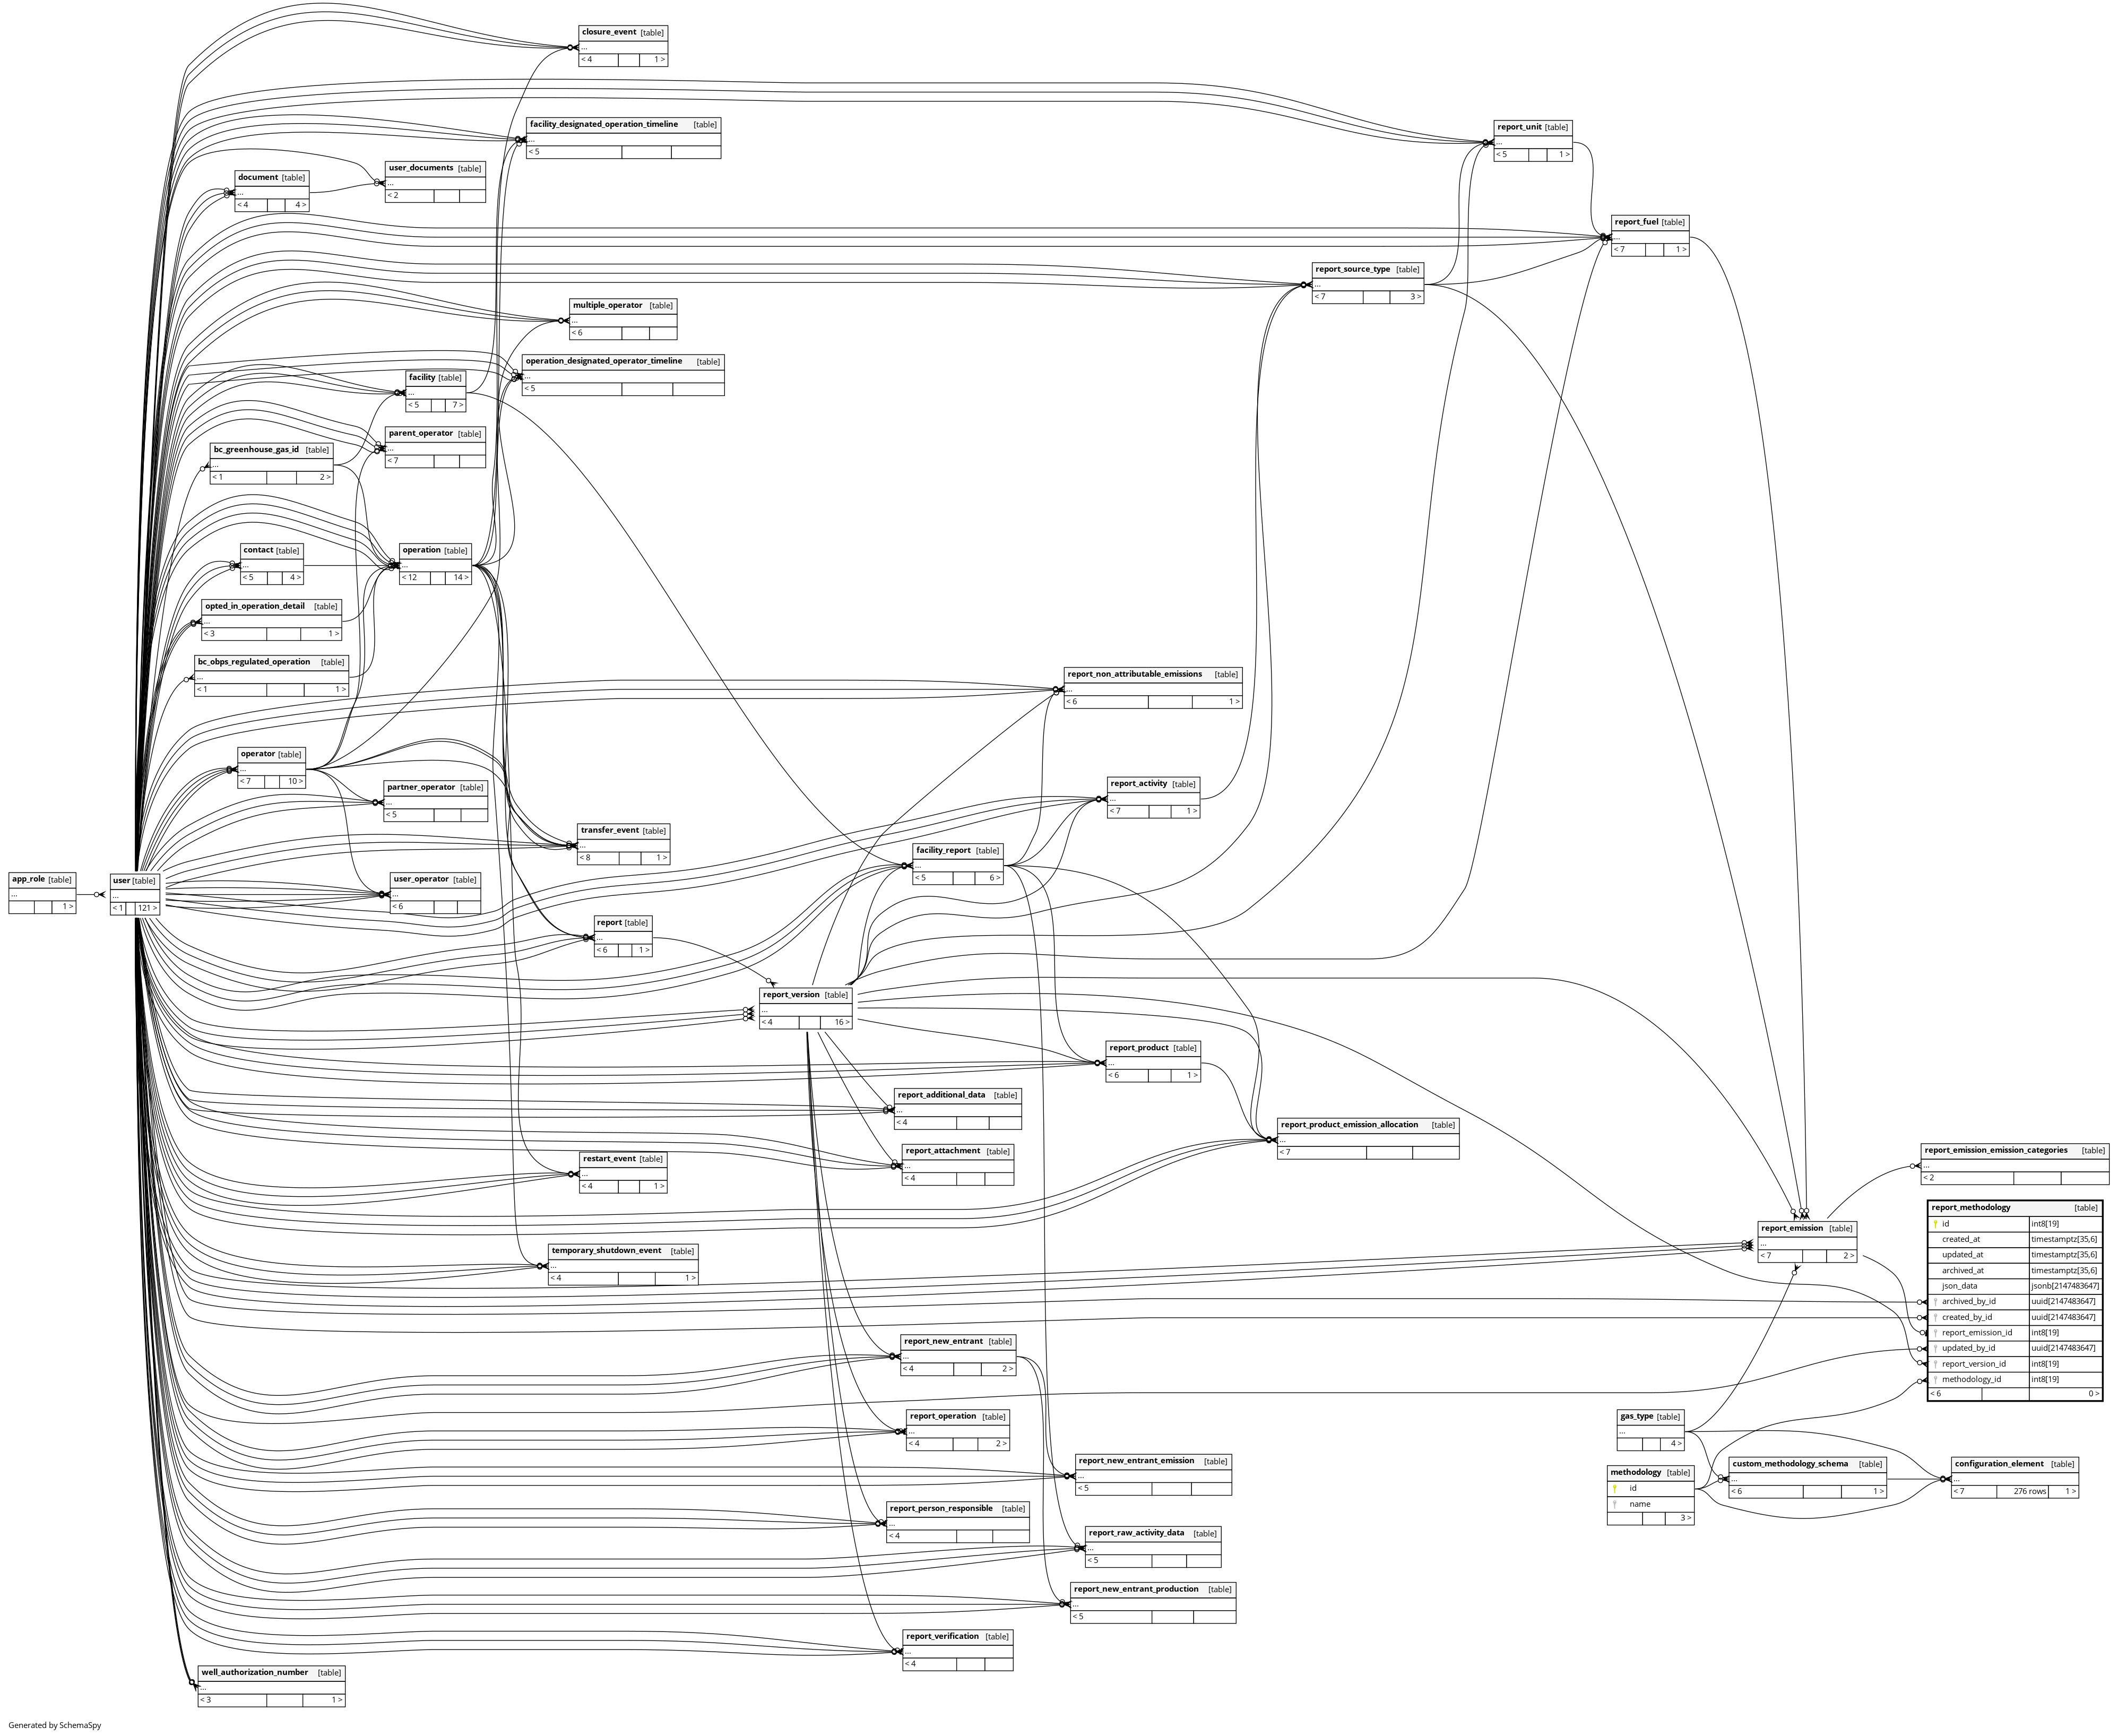 closure_event [table]
...
< 4 1 >
facility_designated_operation_timeline [table]
...
< 5
report_unit [table]
...
< 5 1 >
user_documents [table]
...
< 2
document [table]
...
< 4 4 >
report_fuel [table]
...
< 7 1 >
report_source_type [table]
...
< 7 3 >
multiple_operator [table]
...
< 6
operation_designated_operator_timeline [table]
...
< 5
facility [table]
...
< 5 7 >
parent_operator [table]
...
< 7
bc_greenhouse_gas_id [table]
...
< 1 2 >
contact [table]
...
< 5 4 >
operation [table]
...
< 12 14 >
opted_in_operation_detail [table]
...
< 3 1 >
bc_obps_regulated_operation [table]
...
< 1 1 >
report_non_attributable_emissions [table]
...
< 6 1 >
operator [table]
...
< 7 10 >
partner_operator [table]
...
< 5
report_activity [table]
...
< 7 1 >
transfer_event [table]
...
< 8 1 >
facility_report [table]
...
< 5 6 >
app_role [table]
...
1 >
user [table]
...
< 1 121 >
user_operator [table]
...
< 6
report [table]
...
< 6 1 >
report_version [table]
...
< 4 16 >
report_product [table]
...
< 6 1 >
report_additional_data [table]
...
< 4
report_product_emission_allocation [table]
...
< 7
report_attachment [table]
...
< 4
restart_event [table]
...
< 4 1 >
report_emission_emission_categories [table]
...
< 2
report_methodology [table]
id int8[19]
created_at timestamptz[35,6]
updated_at timestamptz[35,6]
archived_at timestamptz[35,6]
json_data jsonb[2147483647]
archived_by_id uuid[2147483647]
created_by_id uuid[2147483647]
report_emission_id int8[19]
updated_by_id uuid[2147483647]
report_version_id int8[19]
methodology_id int8[19]
< 6 0 >
report_emission [table]
...
< 7 2 >
temporary_shutdown_event [table]
...
< 4 1 >
report_new_entrant [table]
...
< 4 2 >
report_operation [table]
...
< 4 2 >
gas_type [table]
...
4 >
report_new_entrant_emission [table]
...
< 5
methodology [table]
id
name
3 >
custom_methodology_schema [table]
...
< 6 1 >
configuration_element [table]
...
< 7 276 rows 1 >
report_person_responsible [table]
...
< 4
report_raw_activity_data [table]
...
< 5
report_new_entrant_production [table]
...
< 5
report_verification [table]
...
< 4
well_authorization_number [table]
...
< 3 1 >
Generated by SchemaSpy